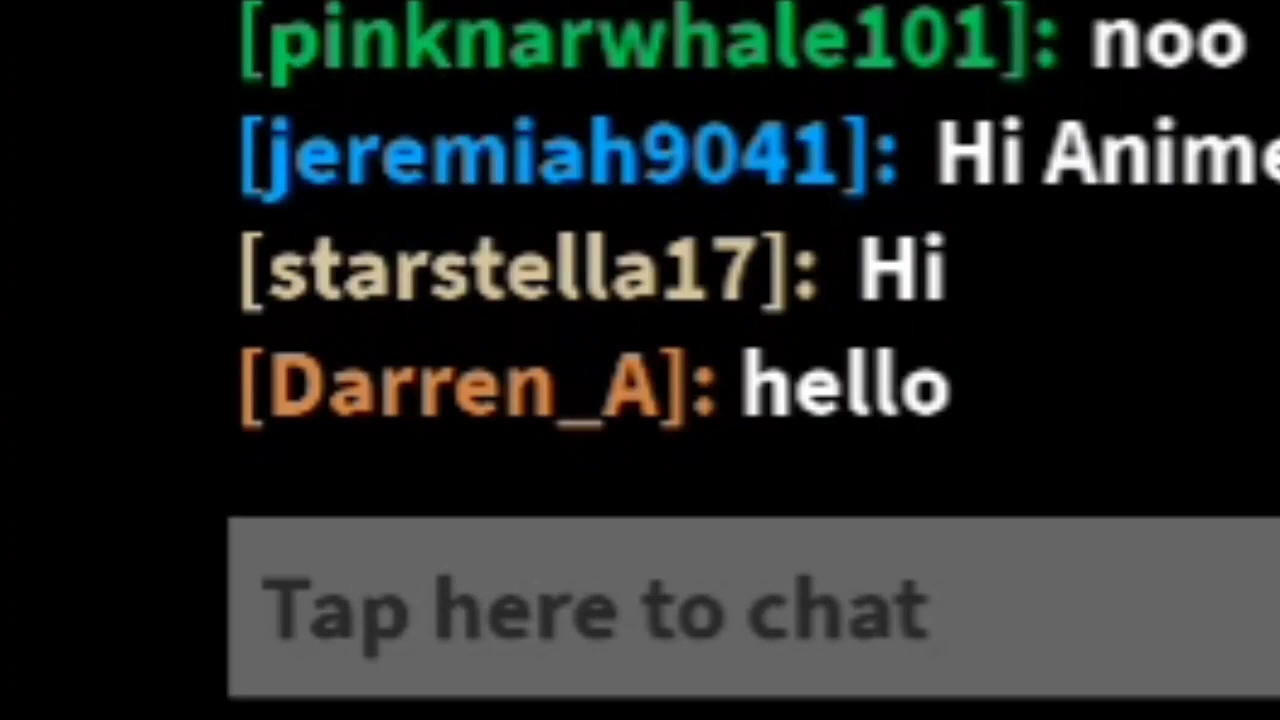 [pinknarwhale101]: noo
[jeremiah9041]: Hi Anime
[starstella17]: Hi
[Darren_A]: hello
Tap here to chat